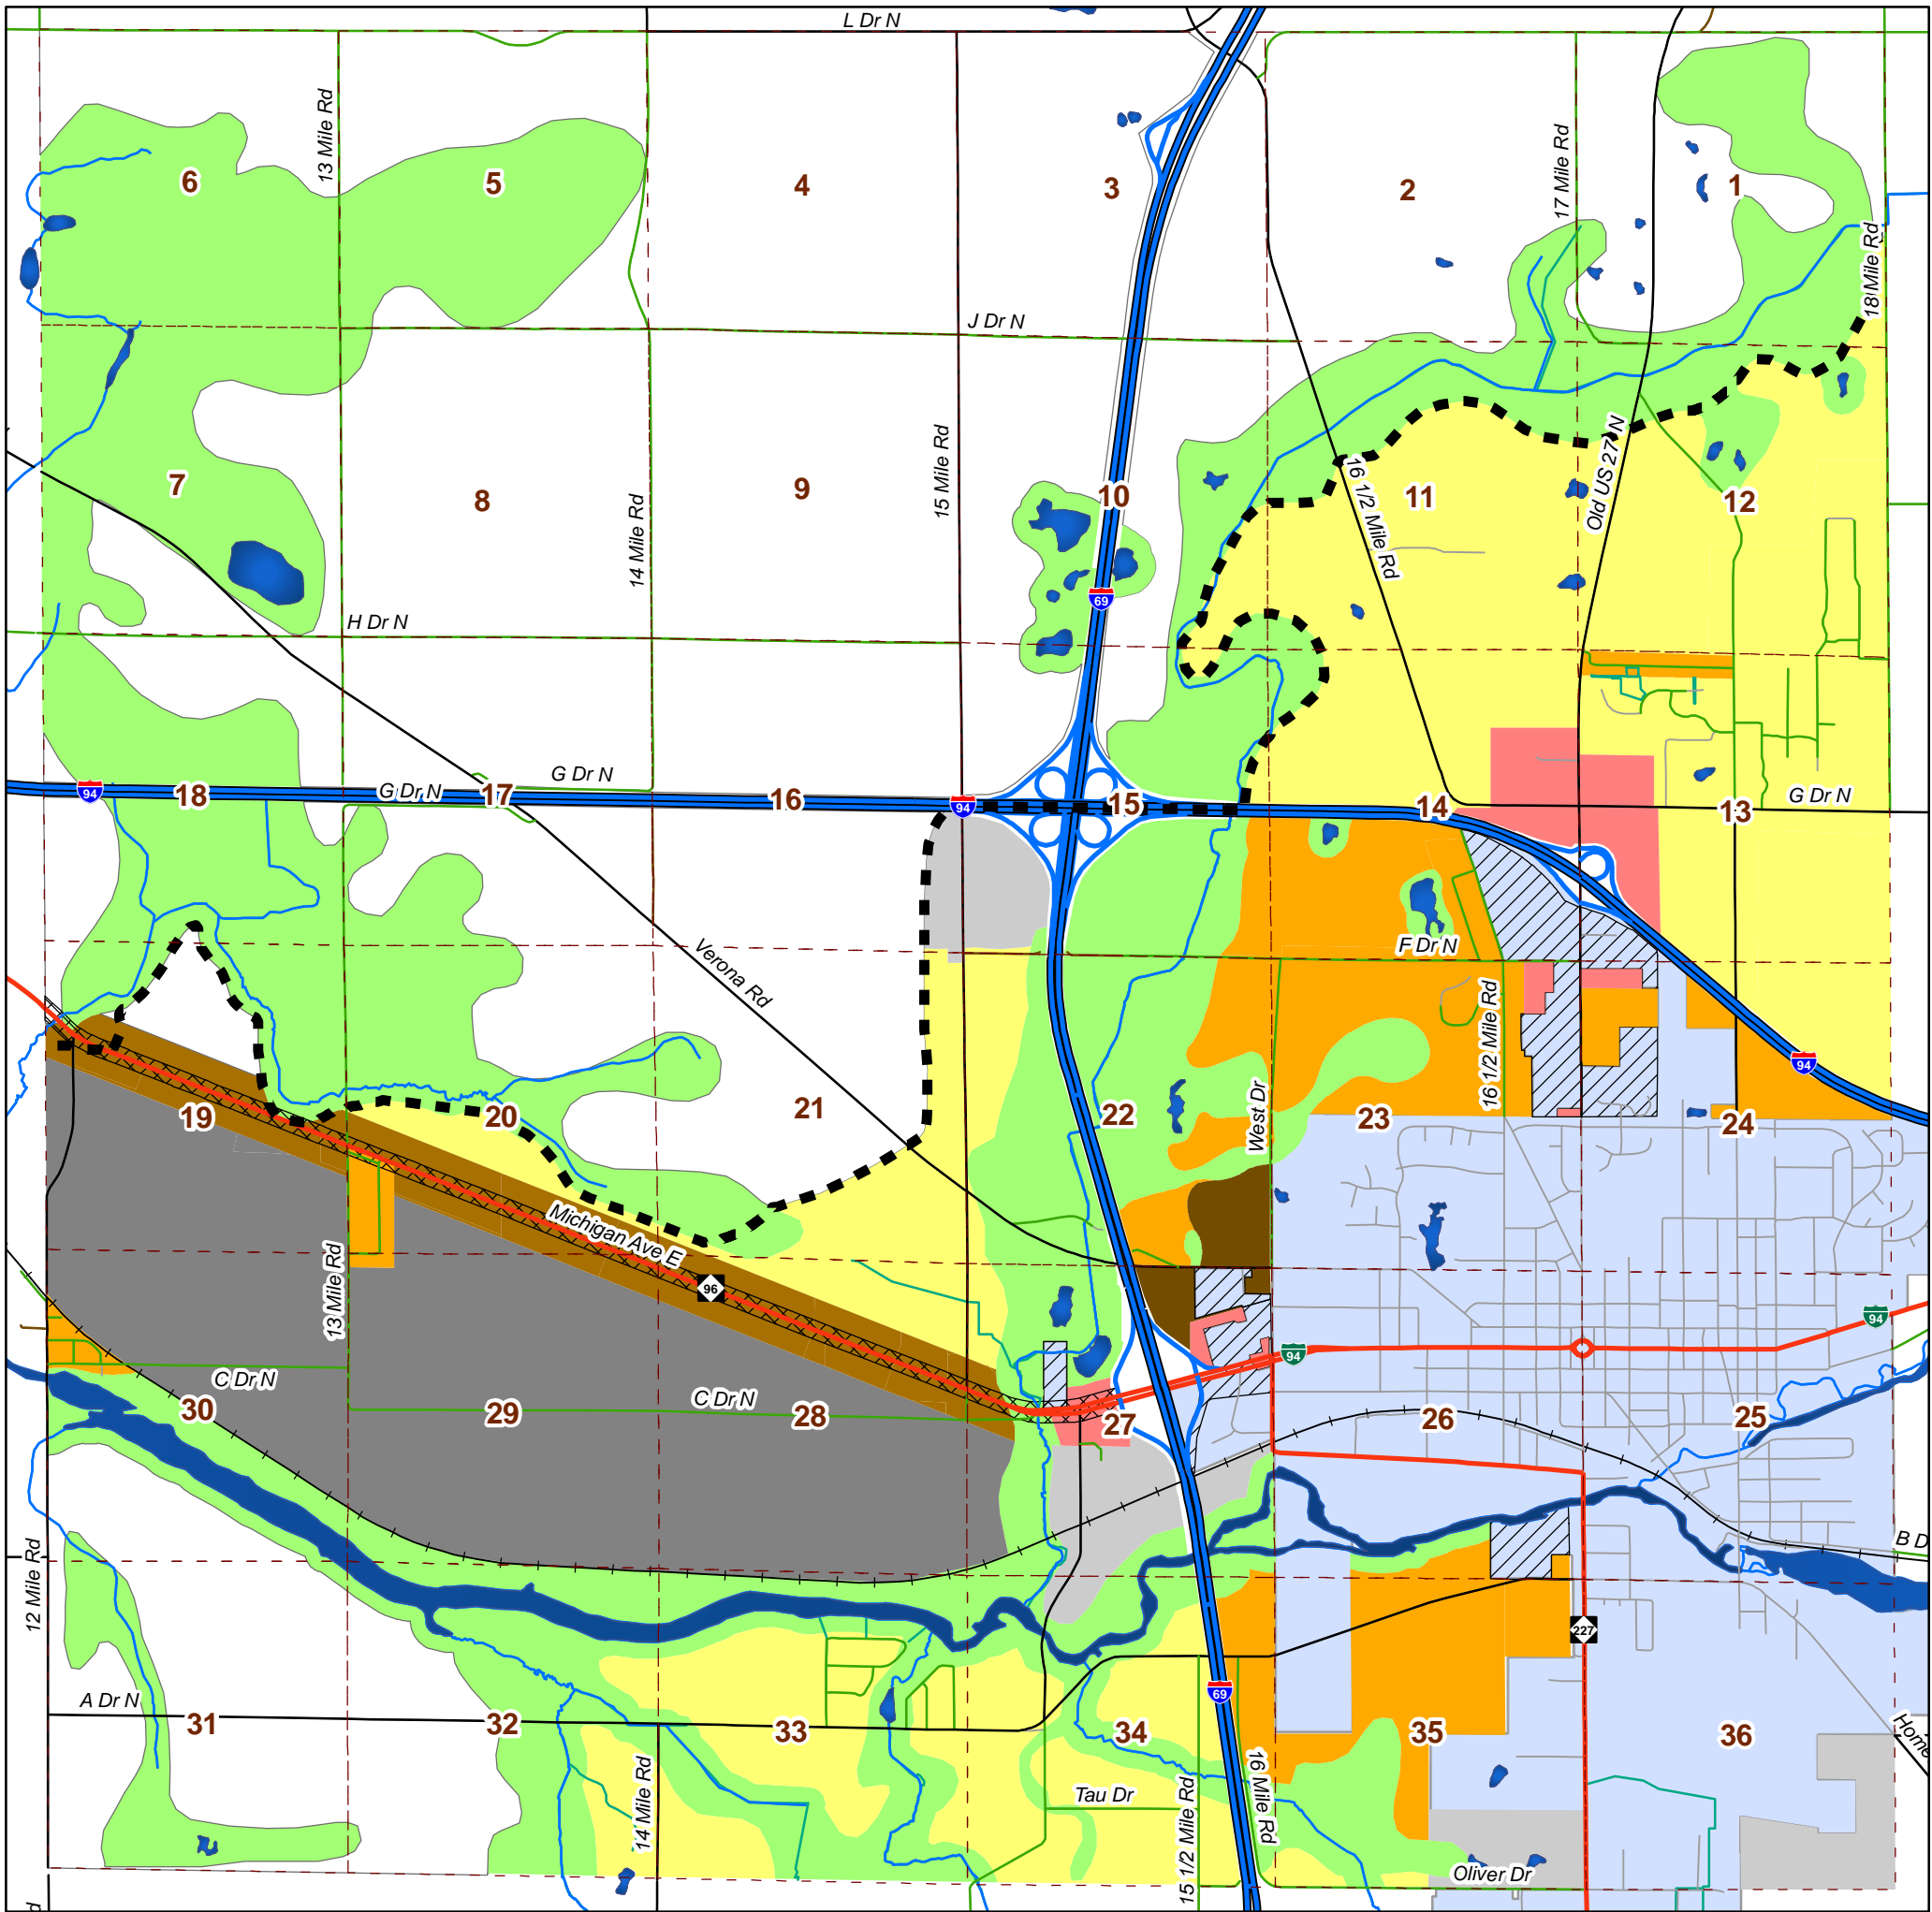 L Dr N
13 Mile Rd
17 Mile Rd
6
5
4
3
2
1
18 Mile Rd
J Dr N
15 Mile Rd
Old US 27 N
16 1/2 Mile Rd
14 Mile Rd
7
8
9
10
11
12
69
H Dr N
G Dr N
G Dr N
G Dr N
94
18
17
16
94
15
14
13
Verona Rd
F Dr N
16 1/2 Mile Rd
94
West Dr
19
20
21
22
23
24
Michigan Ave E
96
13 Mile Rd
94
94
C Dr N
C Dr N
30
29
28
27
26
25
12 Mile Rd
B D
227
69
A Dr N
31
32
33
34
35
36
Home
14 Mile Rd
Tau Dr
15 1/2 Mile Rd
16 Mile Rd
Oliver Dr
d